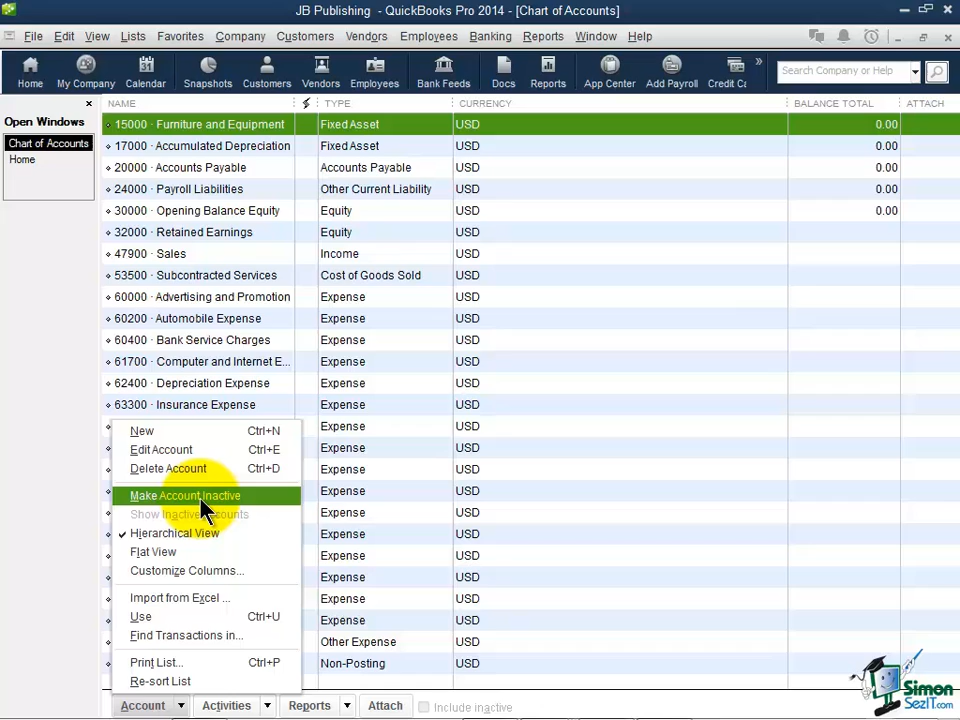 JB Publishing - QuickBooks Pro 2014 - [Chart of Accounts]
File Edit View Lists Favorites Company Customers Vendors Employees Banking Reports Window Help
Home My Company Calendar Snapshots Customers Vendors Employees Bank Feeds Docs Reports App Center Add Payroll Credit Ca » Search Company or Help
Open Windows
Chart of Accounts
Home
NAME TYPE CURRENCY BALANCE TOTAL ATTACH
15000 · Furniture and Equipment Fixed Asset USD 0.00
17000 · Accumulated Depreciation Fixed Asset USD 0.00
20000 · Accounts Payable Accounts Payable USD 0.00
24000 · Payroll Liabilities Other Current Liability USD 0.00
30000 · Opening Balance Equity Equity USD 0.00
32000 · Retained Earnings Equity USD
47900 · Sales Income USD
53500 · Subcontracted Services Cost of Goods Sold USD
60000 · Advertising and Promotion Expense USD
60200 · Automobile Expense Expense USD
60400 · Bank Service Charges Expense USD
61700 · Computer and Internet E... Expense USD
62400 · Depreciation Expense Expense USD
63300 · Insurance Expense Expense USD
Expense USD
Expense USD
Expense USD
Expense USD
Expense USD
Expense USD
Expense USD
Expense USD
Expense USD
Expense USD
Other Expense USD
Non-Posting USD
New Ctrl+N
Edit Account Ctrl+E
Delete Account Ctrl+D
Make Account Inactive
Show Inactive Accounts
Hierarchical View
Flat View
Customize Columns...
Import from Excel ...
Use Ctrl+U
Find Transactions in...
Print List... Ctrl+P
Re-sort List
Account Activities Reports Attach Include inactive
Simon
SezIT.com